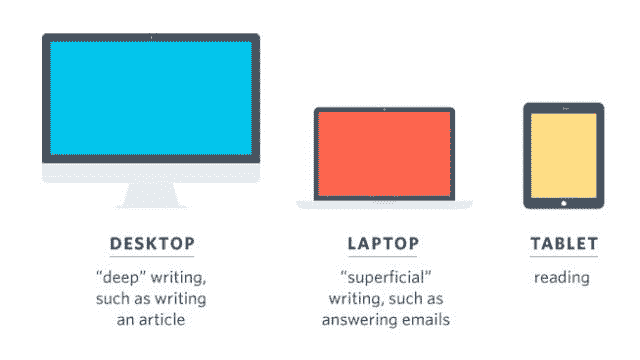 DESKTOP
"deep" writing,
such as writing
an article
LAPTOP
"superficial"
writing, such as
answering emails
TABLET
reading